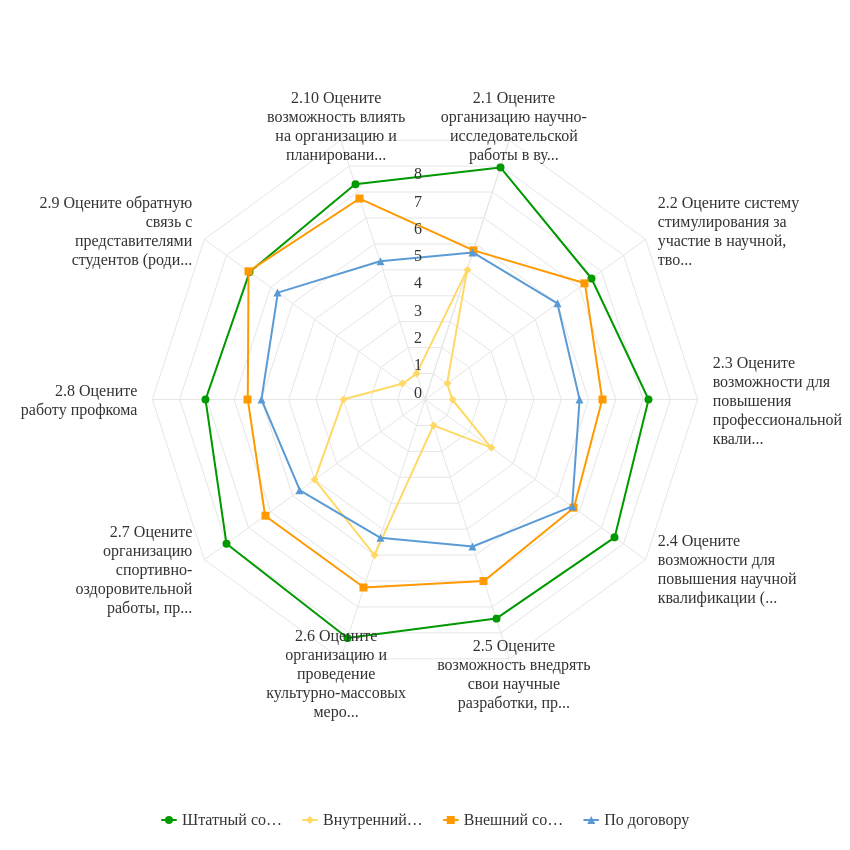 2.10 Оцените
возможность влиять
на организацию и
планировани...
2.1 Оцените
организацию научно-
исследовательской
работы в ву...
2.9 Оцените обратную
связь с
представителями
студентов (роди...
2.2 Оцените систему
стимулирования за
участие в научной,
тво...
8
7
6
5
4
3
2
1
0
2.8 Оцените
работу профкома
2.3 Оцените
возможности для
повышения
профессиональной
квали...
2.7 Оцените
организацию
спортивно-
оздоровительной
работы, пр...
2.4 Оцените
возможности для
повышения научной
квалификации (...
2.6 Оцените
организацию и
проведение
культурно-массовых
меро...
2.5 Оцените
возможность внедрять
свои научные
разработки, пр...
Штатный со… Внутренний… Внешний со… По договору